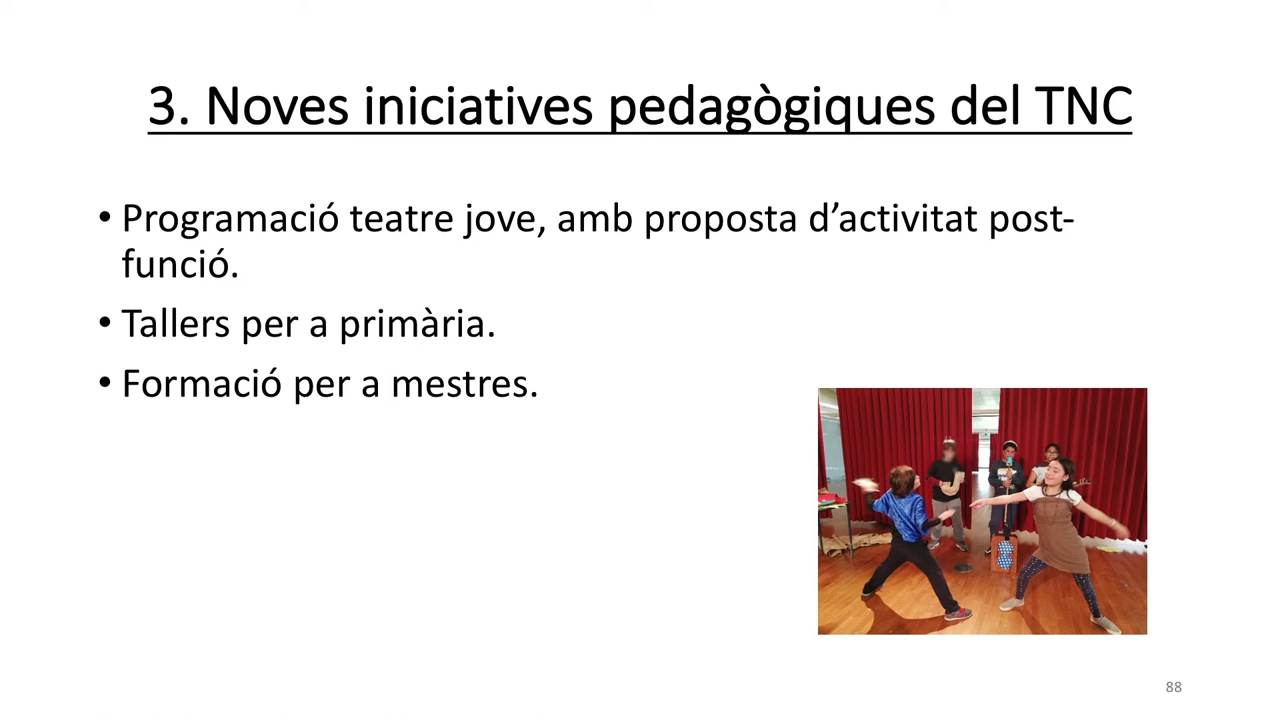 3. Noves iniciatives pedagògiques del TNC
• Programació teatre jove, amb proposta d’activitat post-
funció.
• Tallers per a primària.
• Formació per a mestres.
88